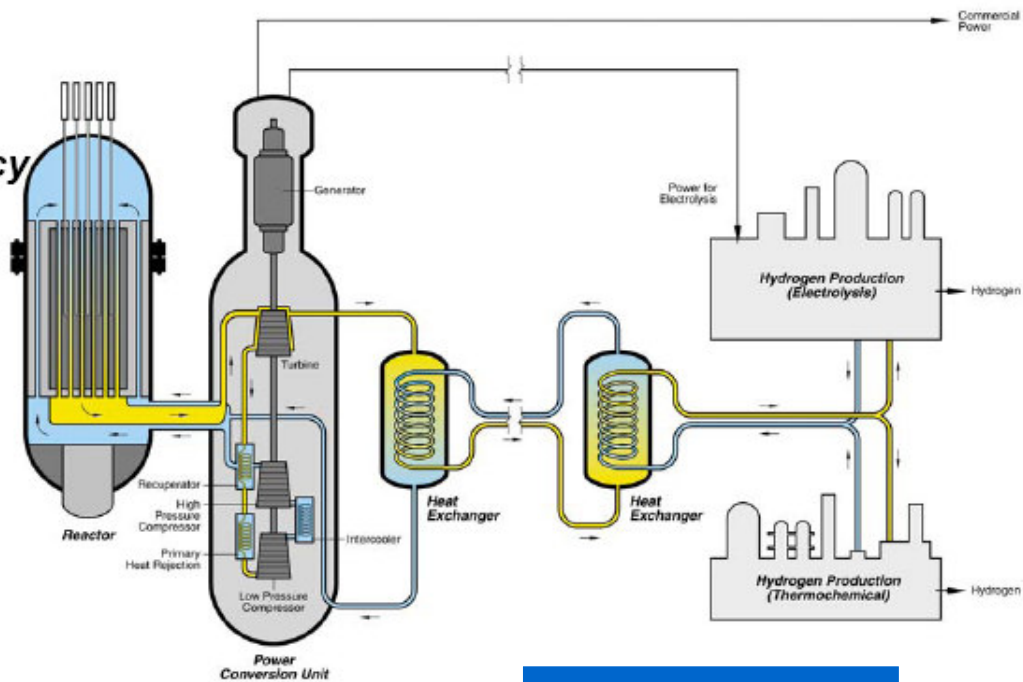 Commercial
Power
cy
Generator
Power for
Electrolysis
Hydrogen Production
(Electrolysis)
Hydrogen
Turbine
Recuperator
High
Pressure
Compressor
Intercooler
Primary
Heat Rejection
Low Pressure
Compressor
Reactor
Heat
Exchanger
Heat
Exchanger
Hydrogen Production
(Thermochemical)
Hydrogen
Power
Conversion Unit